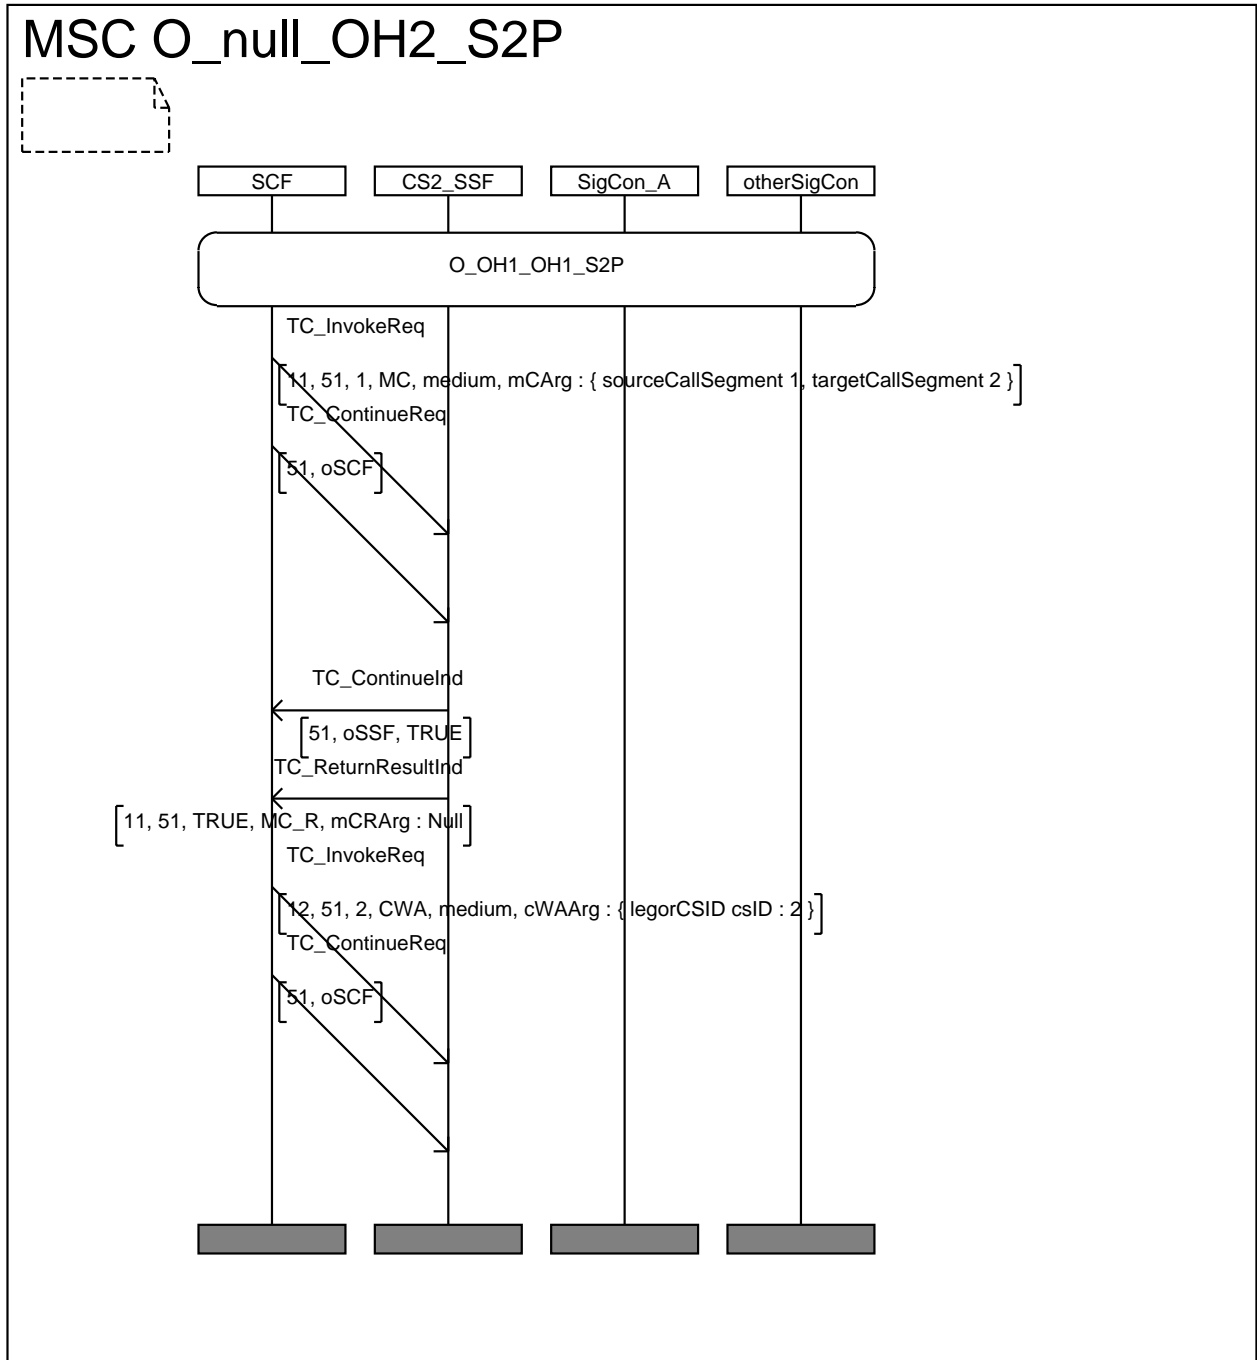 MSC O_null_OH2_S2P
SCF
CS2_SSF
SigCon_A
otherSigCon
O_OH1_OH1_S2P
TC_InvokeReq
11, 51, 1, MC, medium, mCArg : { sourceCallSegment 1, targetCallSegment 2 }
TC_ContinueReq
51, oSCF
TC_ContinueInd
51, oSSF, TRUE
TC_ReturnResultInd
11, 51, TRUE, MC_R, mCRArg : Null
TC_InvokeReq
12, 51, 2, CWA, medium, cWAArg : { legorCSID csID : 2 }
TC_ContinueReq
51, oSCF